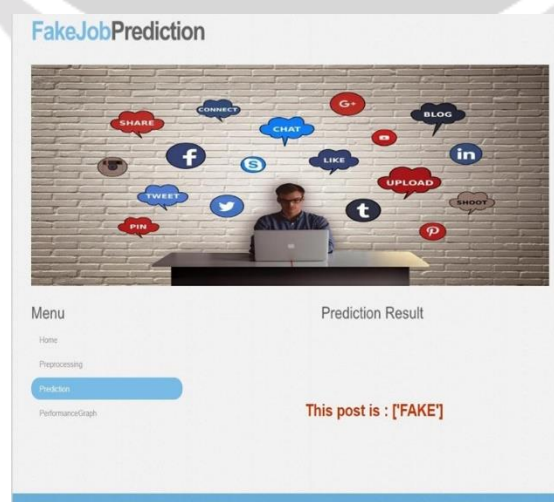 FakeJobPrediction
SHARE
CONNECT
CHAT
G+
BLOG
f
S
LIKE
in
UPLOAD
TWEET
t
SHOOT
PIN
Menu
Prediction Result
Home
Preprocessing
Prediction
PerformanceGraph
This post is : ['FAKE']